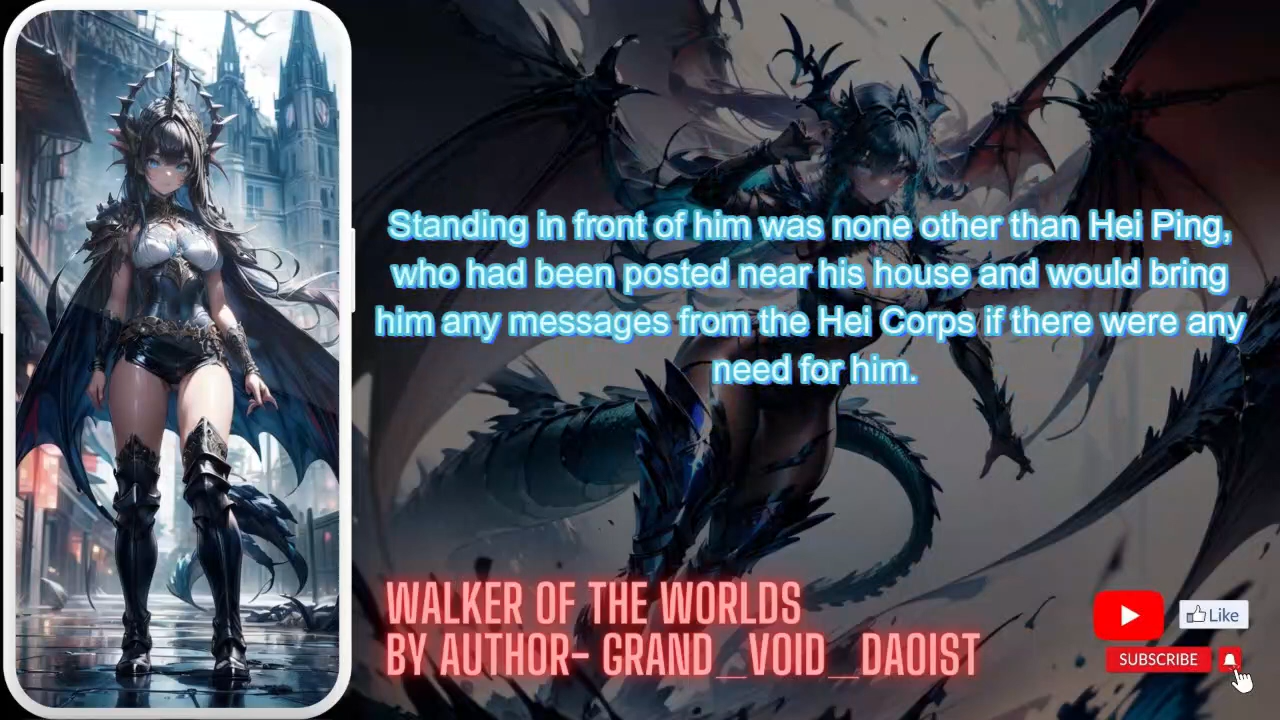 Standing in front of him was none other than Hei Ping,
who had been posted near his house and would bring
him any messages from the Hei Corps if there were any
need for him.
WALKER OF THE WORLDS
BY AUTHOR- GRAND_VOID_DAOIST
Like
SUBSCRIBE